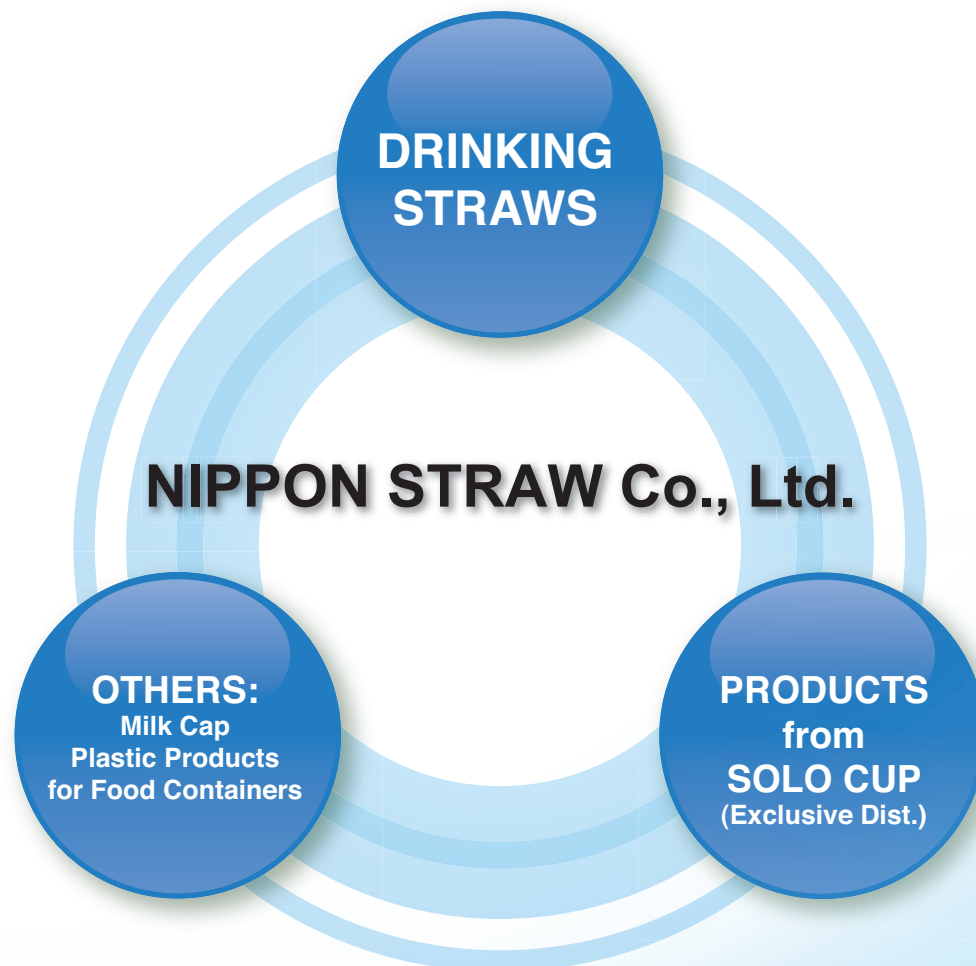 DRINKING
STRAWS
NIPPON STRAW Co., Ltd.
OTHERS:
Milk Cap
Plastic Products
for Food Containers
PRODUCTS
from
SOLO CUP
(Exclusive Dist.)